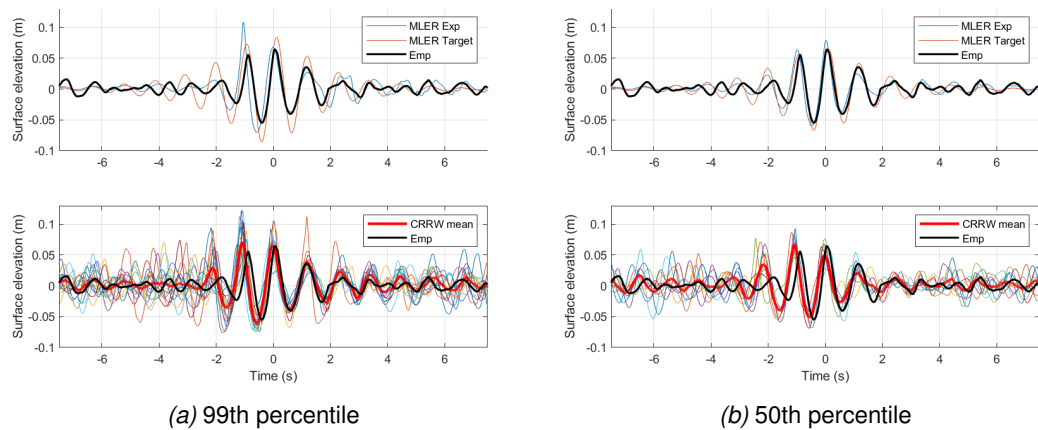 0.1
0.05
0
-0.05
-0.1
Surface elevation (m)
MLER Exp
MLER Target
Emp
-6 -4 -2 0 2 4 6
0.1
0.05
0
-0.05
-0.1
Surface elevation (m)
MLER Exp
MLER Target
Emp
-6 -4 -2 0 2 4 6
0.1
0.05
0
-0.05
-0.1
Surface elevation (m)
CRRW mean
Emp
-6 -4 -2 0 2 4 6
Time (s)
0.1
0.05
0
-0.05
-0.1
Surface elevation (m)
CRRW mean
Emp
-6 -4 -2 0 2 4 6
Time (s)
(a) 99th percentile
(b) 50th percentile